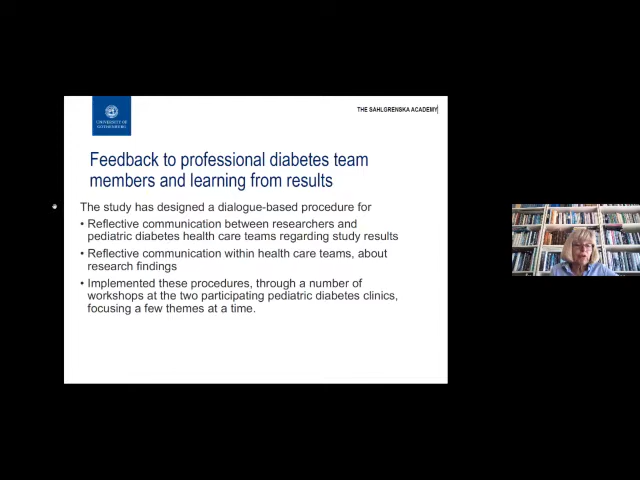 UNIVERSITY OF
GOTHENBURG
THE SAHLGRENSKA ACADEMY
Feedback to professional diabetes team
members and learning from results
The study has designed a dialogue-based procedure for
• Reflective communication between researchers and
pediatric diabetes health care teams regarding study results
• Reflective communication within health care teams, about
research findings
• Implemented these procedures, through a number of
workshops at the two participating pediatric diabetes clinics,
focusing a few themes at a time.